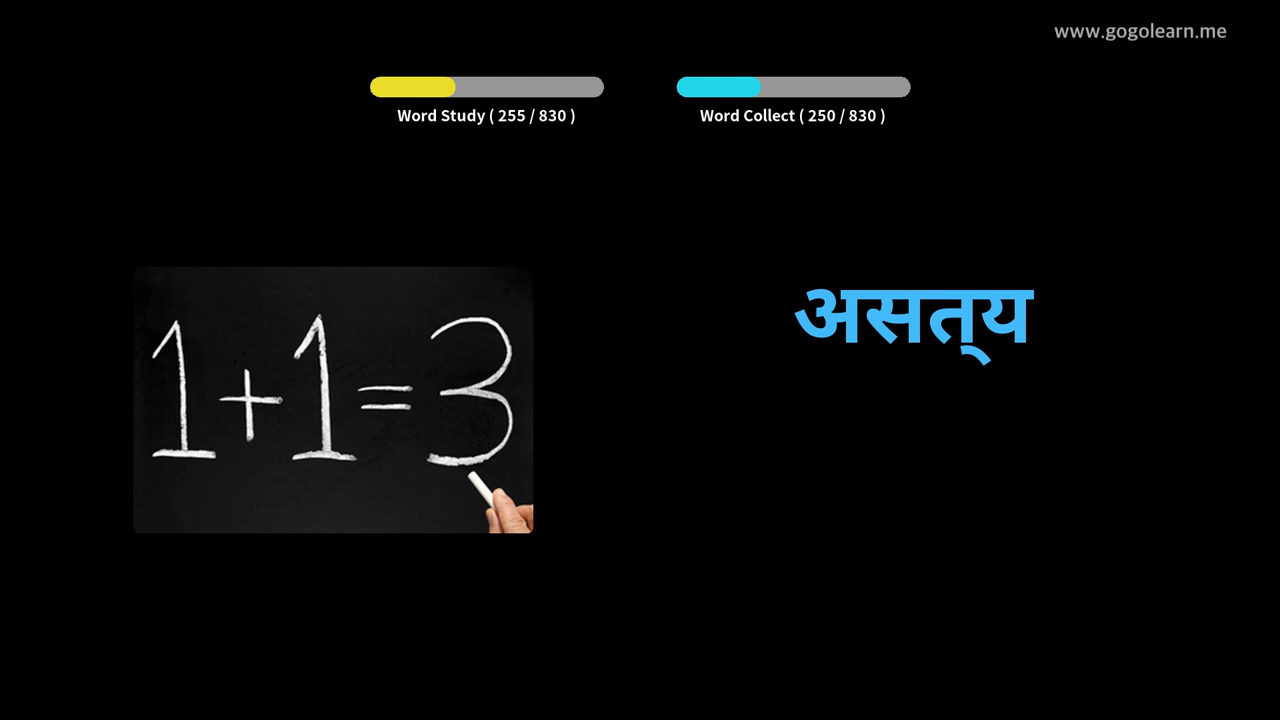 www.gogolearn.me
Word Study ( 255 / 830 )
Word Collect ( 250 / 830 )
1+1=3
असत्‌य